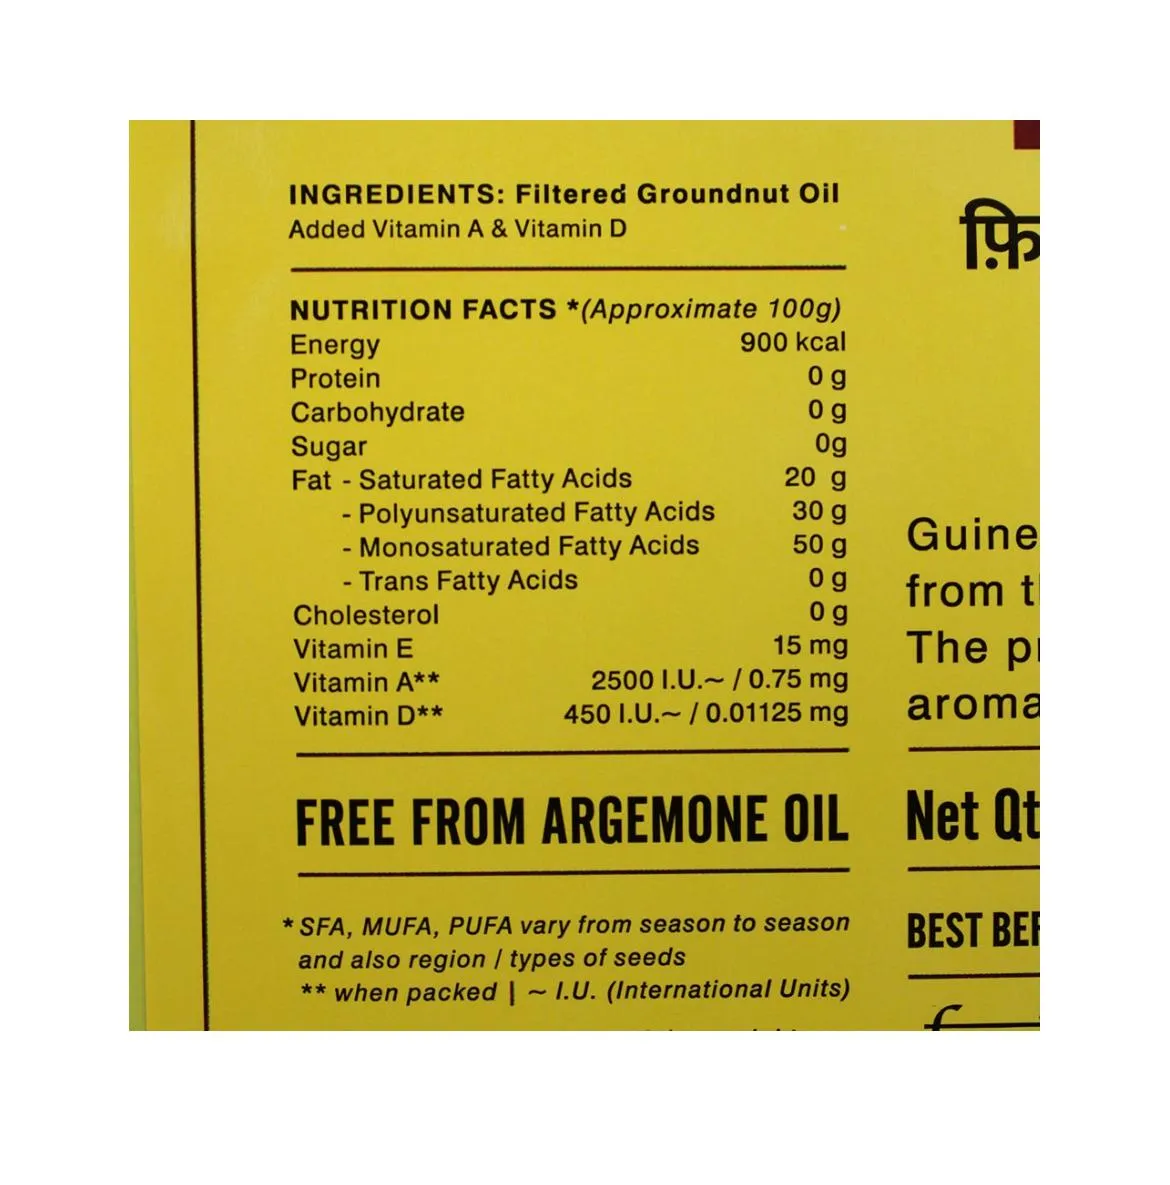 INGREDIENTS: Filtered Groundnut Oil
Added Vitamin A & Vitamin D
NUTRITION FACTS *(Approximate 100g)
Energy 900 kcal
Protein 0 g
Carbohydrate 0 g
Sugar 0g
Fat - Saturated Fatty Acids 20 g
- Polyunsaturated Fatty Acids 30 g
- Monosaturated Fatty Acids 50 g
- Trans Fatty Acids 0 g
Cholesterol 0 g
Vitamin E 15 mg
Vitamin A** 2500 I.U.~ / 0.75 mg
Vitamin D** 450 I.U.~ / 0.01125 mg
FREE FROM ARGEMONE OIL
* SFA, MUFA, PUFA vary from season to season
and also region / types of seeds
** when packed | ~ I.U. (International Units)
फ़ि
Guine
from t
The p
aroma
Net Qt
BEST BE